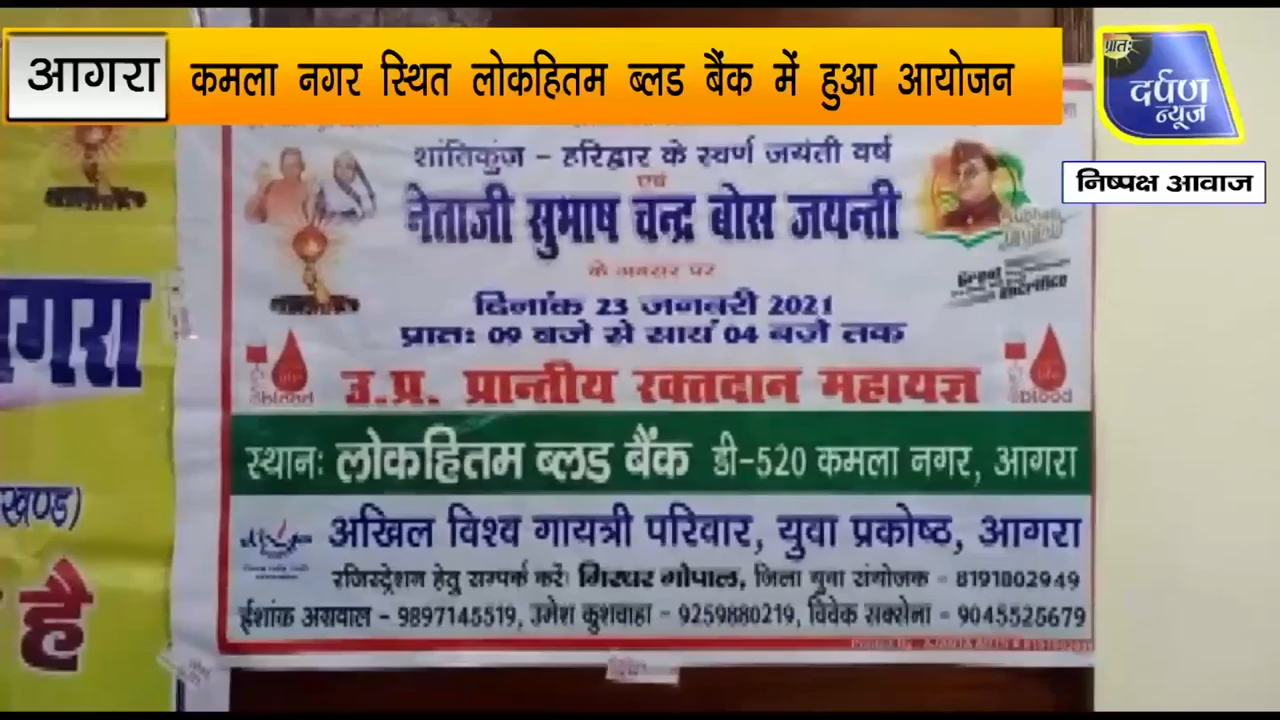 आगरा
कमला नगर स्थित लोकहितम ब्लड बैंक में हुआ आयोजन
प्रातः
दर्पण
न्यूज
निष्पक्ष आवाज
शांतिकुंज - हरिद्वार के स्वर्ण जयंती वर्ष
एवं
नेताजी सुभाष चन्द्र बोस जयन्ती
के अवसर पर
दिनांक 23 जनवरी 2021
प्रातः 09 बजे से सायं 04 बजे तक
उ.प्र. प्रान्तीय रक्तदान महायज्ञ
स्थानः लोकहितम ब्लड बैंक डी-520 कमला नगर, आगरा
अखिल विश्व गायत्री परिवार, युवा प्रकोष्ठ, आगरा
रजिस्ट्रेशन हेतु सम्पर्क करें। गिरधर गोपाल, जिला युवा संयोजक - 8191802949
ईशांक अग्रवाल - 9897145519, उमेश कुशवाहा - 9259880219, विवेक सक्सेना - 9045525679
गरा
खण्ड)
है